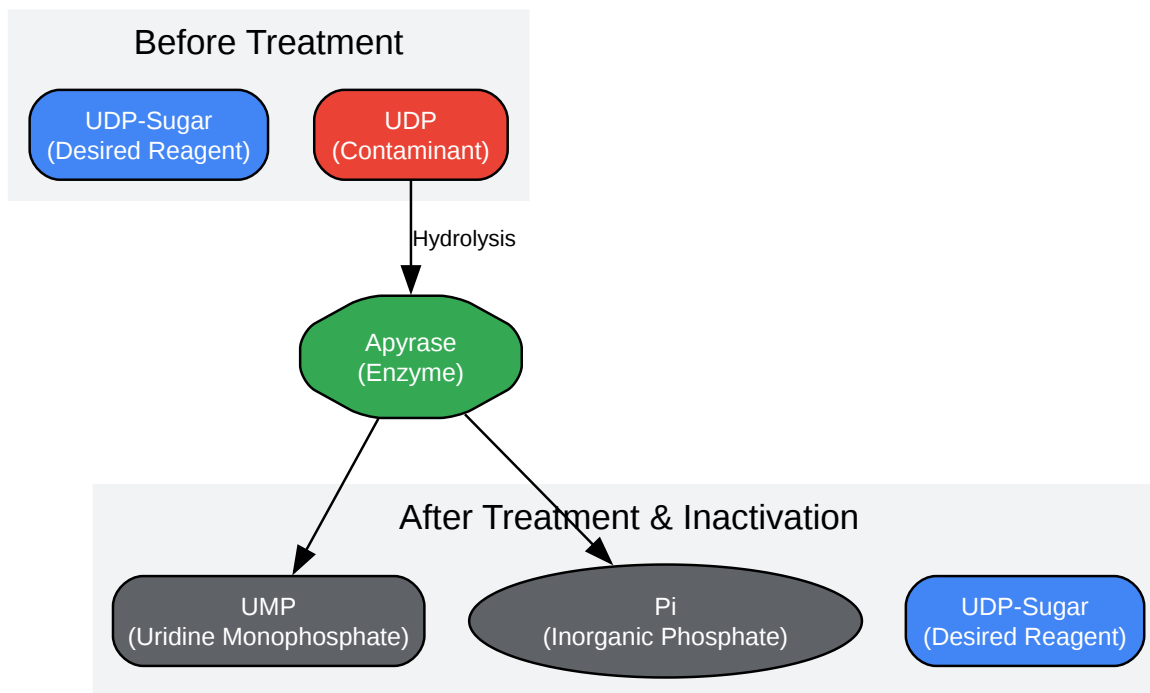 Before Treatment
UDP-Sugar
(Desired Reagent)
UDP
(Contaminant)
Hydrolysis
Apyrase
(Enzyme)
After Treatment & Inactivation
UMP
(Uridine Monophosphate)
Pi
(Inorganic Phosphate)
UDP-Sugar
(Desired Reagent)